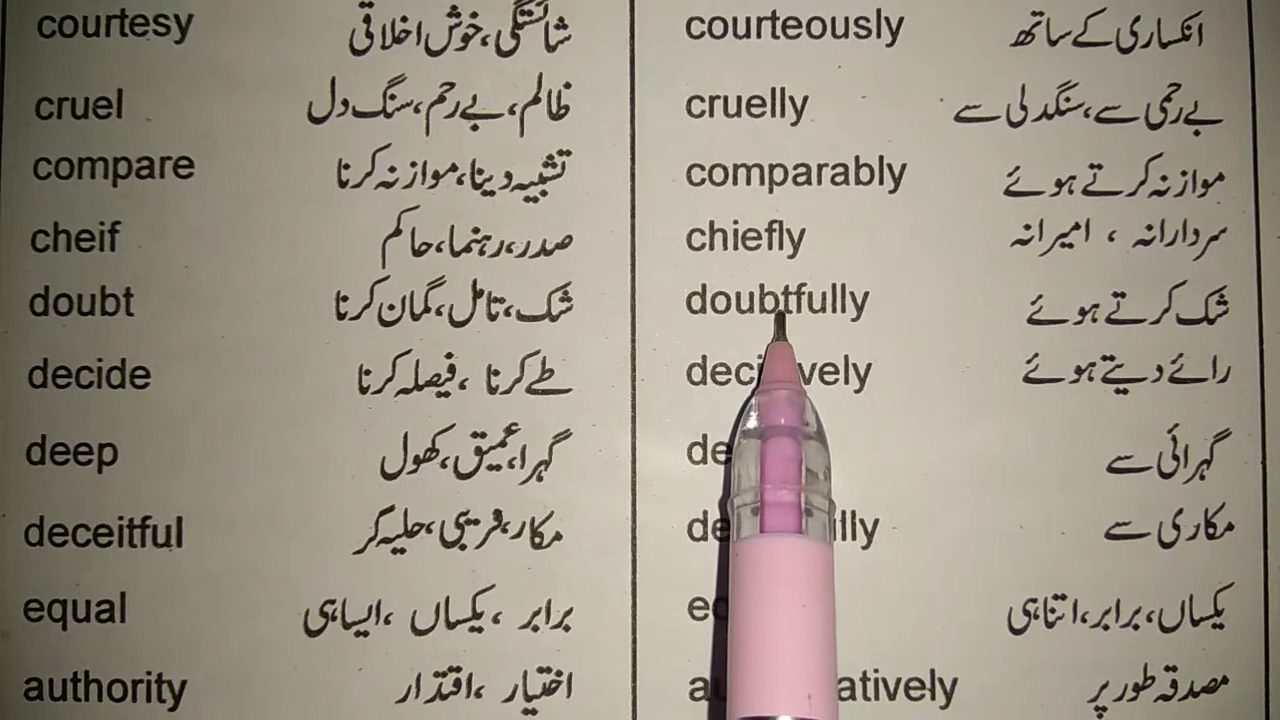 courtesy شائستگی، خوش اخلاقی courteously انکساری کے ساتھ
cruel ظالم، بے رحم، سنگ دل cruelly بے رحمی سے، سنگدلی سے
compare تشبیہ دینا، موازنہ کرنا comparably موازنہ کرتے ہوئے
cheif صدر، رہنما، حاکم chiefly سردارانہ ، امیرانہ
doubt شک، تامل، گمان کرنا doubtfully شک کرتے ہوئے
decide طے کرنا ، فیصلہ کرنا رائے دیتے ہوئے
deep گہرا، عمیق، کھول گہرائی سے
deceitful مکار، فریبی، حلیہ گر مکاری سے
equal برابر ، یکساں ، ایسا ہی یکساں، برابر، اتنا ہی
authority اختیار ، اقتدار مصدقہ طور پر